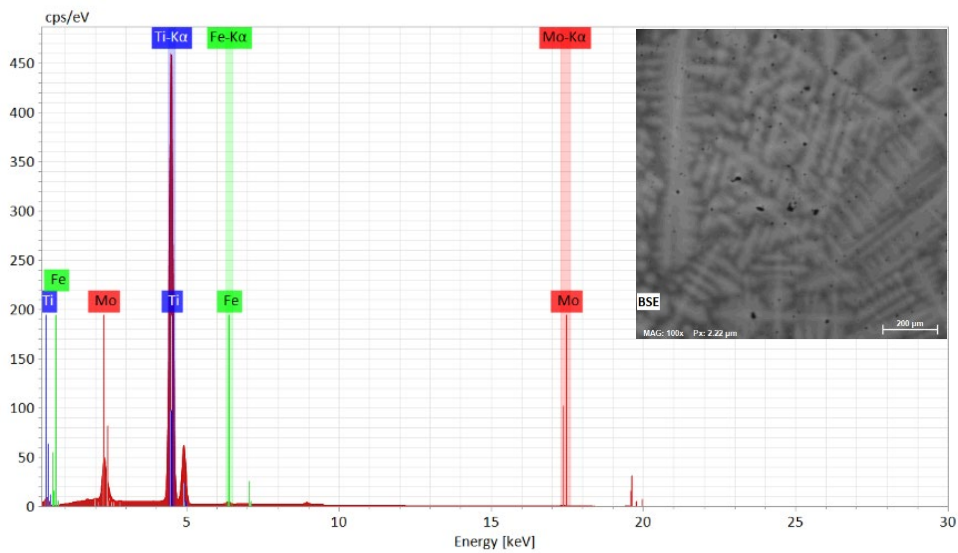 cps/eV
Ti-Kα Fe-Kα Mo-Kα
450
400
350
300
250
Fe
Ti Mo Ti Fe Mo
200
150
100
50
0
5 10 15 20 25 30
Energy [keV]
BSE
MAG: 100x Px: 2.22 µm
200 µm